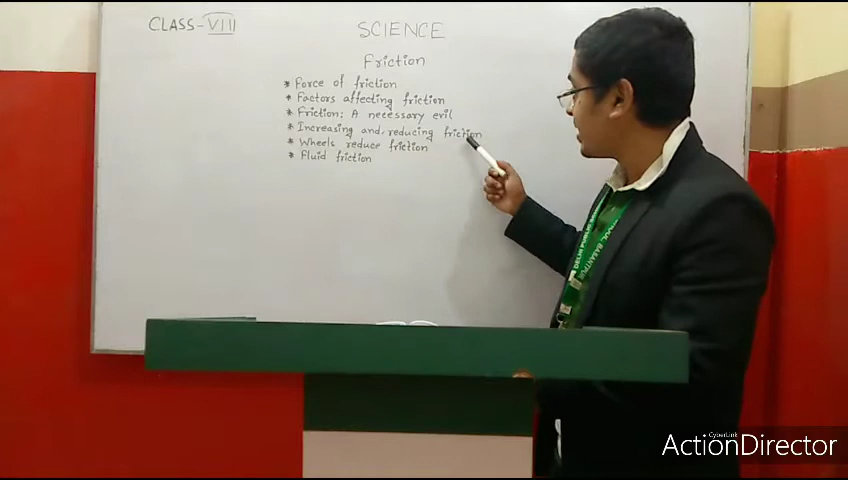 CLASS-VIII
SCIENCE
Friction
* Force of friction
* Factors affecting friction
* Friction: A necessary evil
* Increasing and reducing friction
* Wheels reduce friction
* Fluid friction
CyberLink
ActionDirector